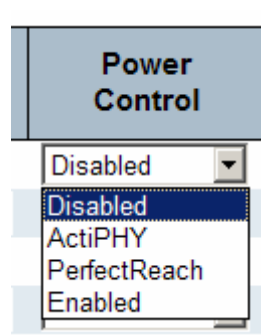 Power
Control
Disabled
Disabled
ActiPHY
PerfectReach
Enabled